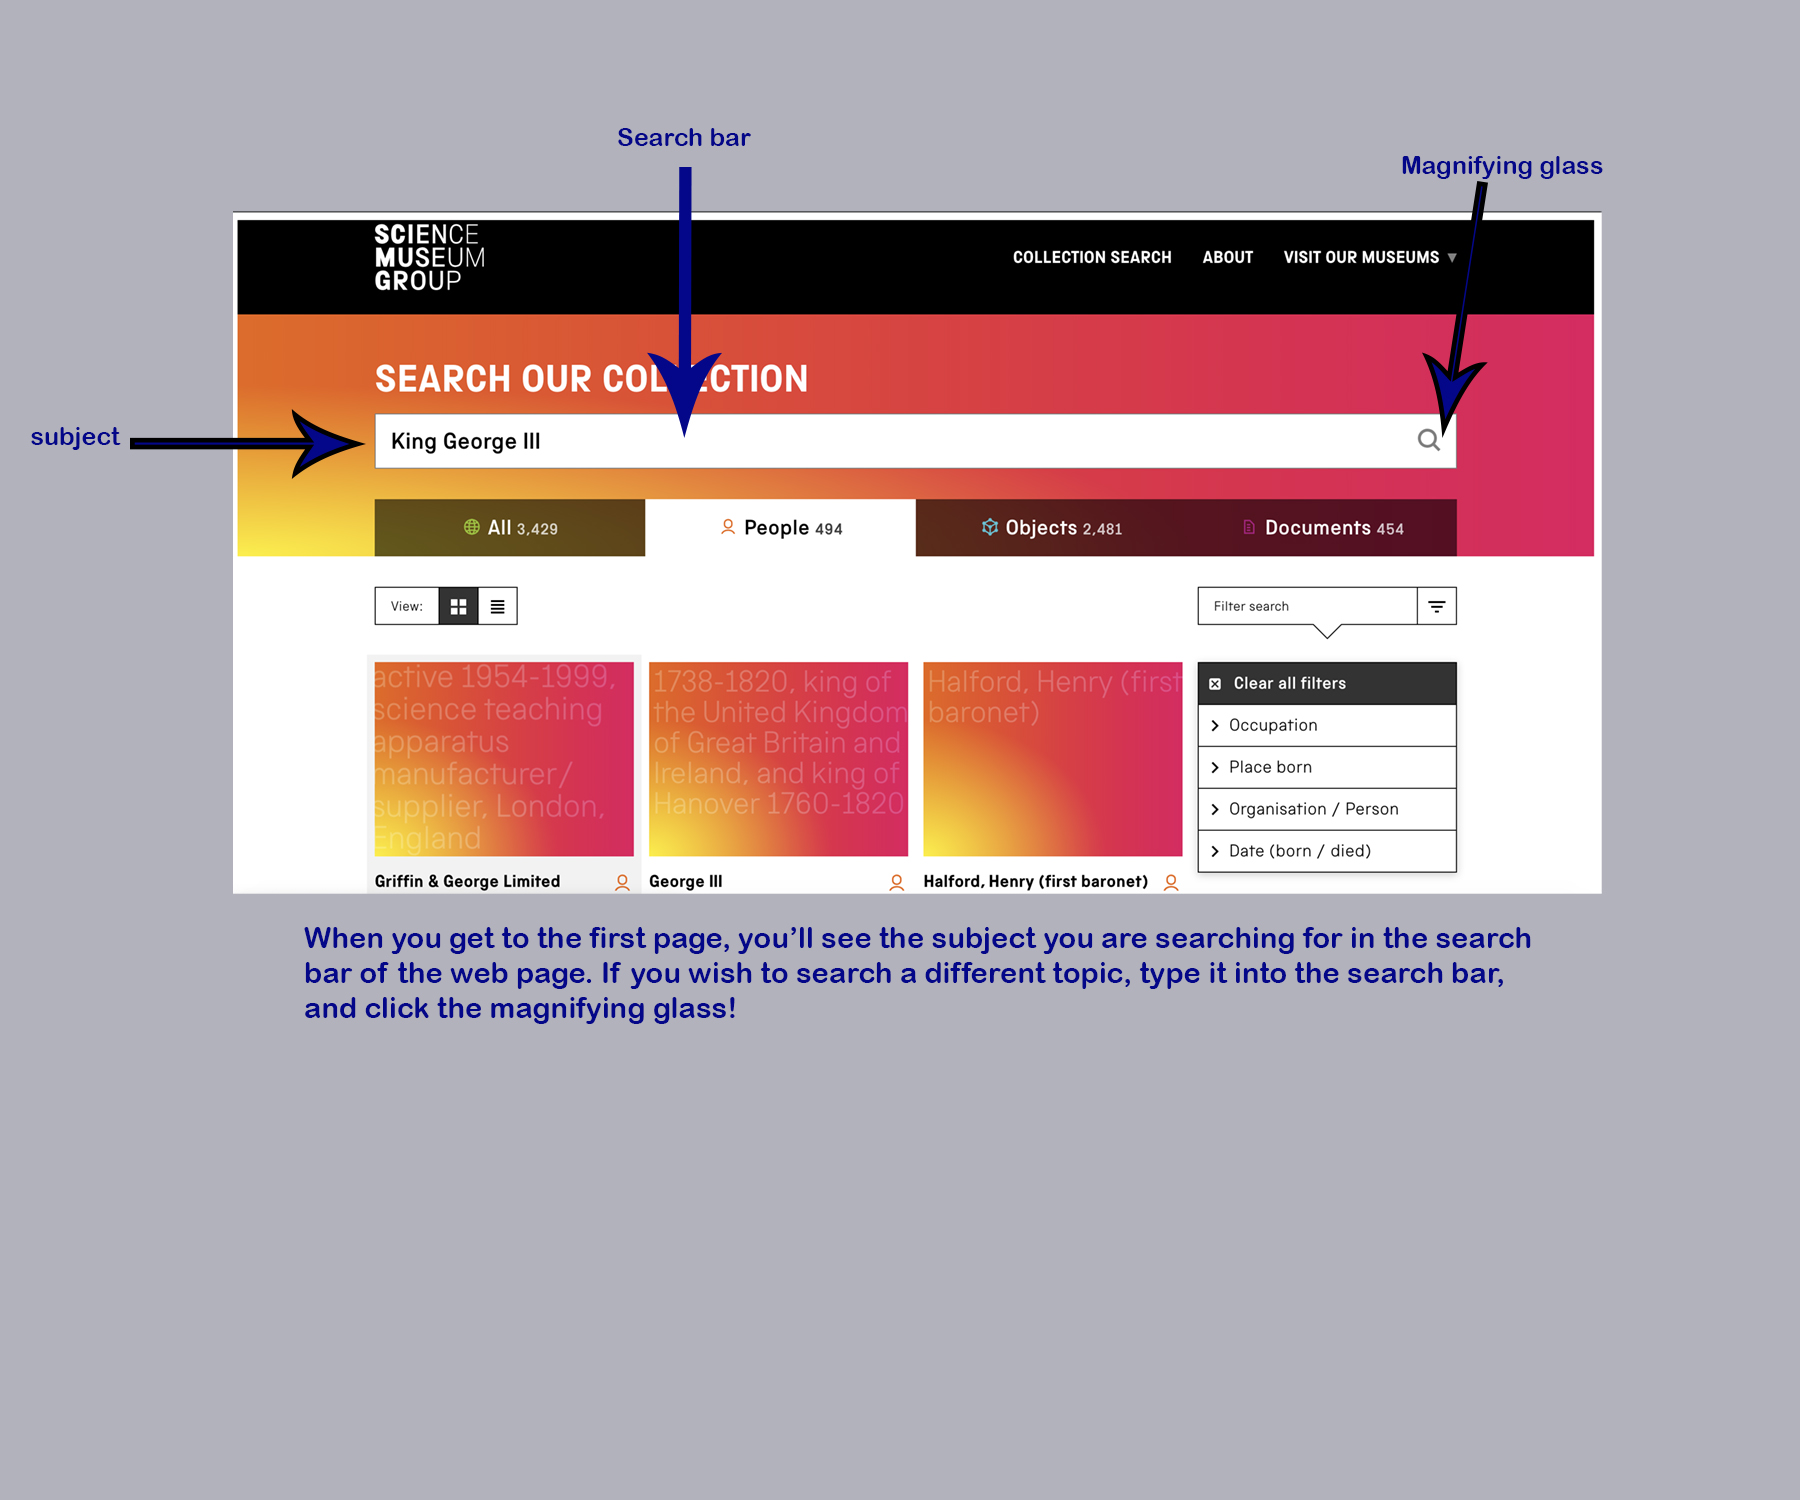 Search bar
Magnifying glass
SCIENCE
MUSEUM
GROUP
COLLECTION SEARCH ABOUT VISIT OUR MUSEUMS
SEARCH OUR COLLECTION
subject
King George III
All 3,429 People 494 Objects 2,481 Documents 454
View:
Filter search
active 1954-1999,
science teaching
apparatus
manufacturer/
supplier, London,
England
1738-1820, king of
the United Kingdom
of Great Britain and
Ireland, and king of
Hanover 1760-1820
Halford, Henry (first
baronet)
Clear all filters
Occupation
Place born
Organisation / Person
Date (born / died)
Griffin & George Limited
George III
Halford, Henry (first baronet)
When you get to the first page, you’ll see the subject you are searching for in the search
bar of the web page. If you wish to search a different topic, type it into the search bar,
and click the magnifying glass!